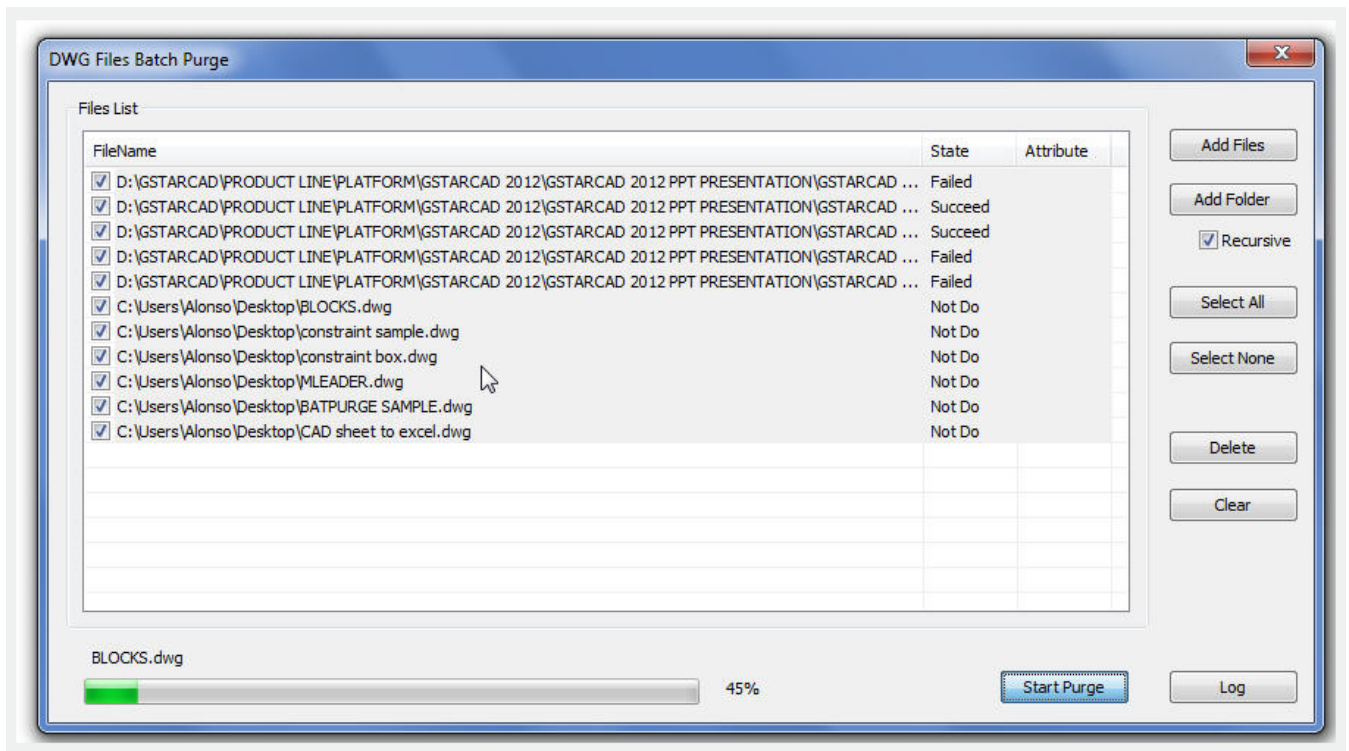 DWG Files Batch Purge
X
Files List
FileName State Attribute
D:\GSTARCAD\PRODUCT LINE\PLATFORM\GSTARCAD 2012\GSTARCAD 2012 PPT PRESENTATION\GSTARCAD ... Failed
D:\GSTARCAD\PRODUCT LINE\PLATFORM\GSTARCAD 2012\GSTARCAD 2012 PPT PRESENTATION\GSTARCAD ... Succeed
D:\GSTARCAD\PRODUCT LINE\PLATFORM\GSTARCAD 2012\GSTARCAD 2012 PPT PRESENTATION\GSTARCAD ... Succeed
D:\GSTARCAD\PRODUCT LINE\PLATFORM\GSTARCAD 2012\GSTARCAD 2012 PPT PRESENTATION\GSTARCAD ... Failed
D:\GSTARCAD\PRODUCT LINE\PLATFORM\GSTARCAD 2012\GSTARCAD 2012 PPT PRESENTATION\GSTARCAD ... Failed
C:\Users\Alonso\Desktop\BLOCKS.dwg Not Do
C:\Users\Alonso\Desktop\constraint sample.dwg Not Do
C:\Users\Alonso\Desktop\constraint box.dwg Not Do
C:\Users\Alonso\Desktop\MLEADER.dwg Not Do
C:\Users\Alonso\Desktop\BATPURGE SAMPLE.dwg Not Do
C:\Users\Alonso\Desktop\CAD sheet to excel.dwg Not Do
Add Files
Add Folder
Recursive
Select All
Select None
Delete
Clear
BLOCKS.dwg
45%
Start Purge
Log